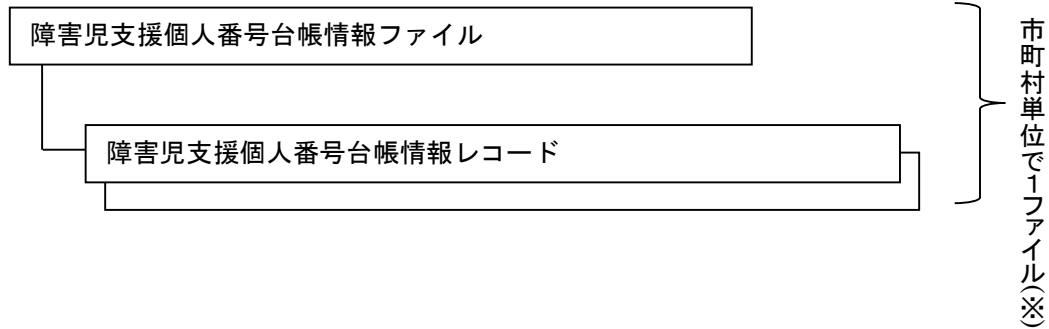 障害児支援個人番号台帳情報ファイル
障害児支援個人番号台帳情報レコード
市町村単位で1ファイル(※)